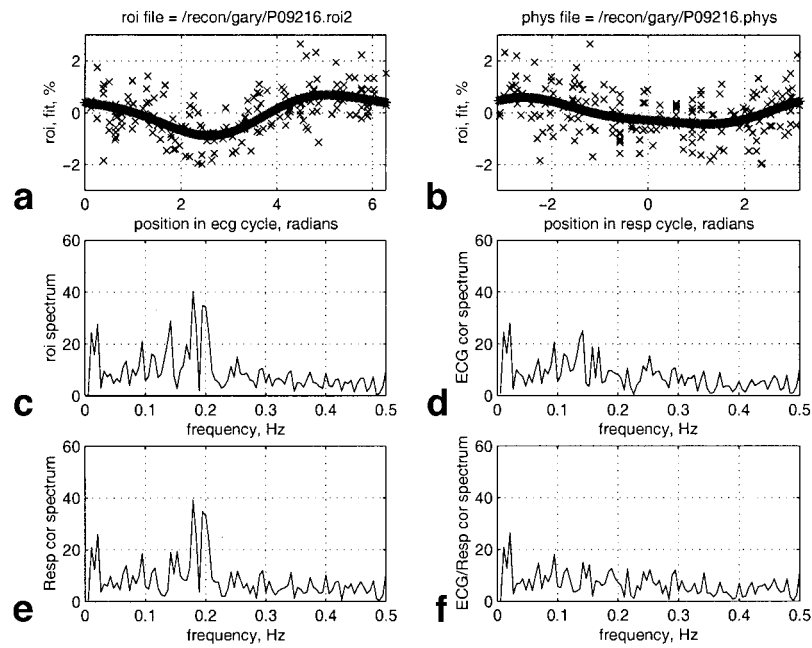 roi file = /recon/gary/P09216.roi2
phys file = /recon/gary/P09216.phys
roi, fit, %
2
0
−2
0
2
4
6
position in ecg cycle, radians
a
roi, fit, %
2
0
−2
−2
0
2
position in resp cycle, radians
b
roi spectrum
60
40
20
0
0
0.1
0.2
0.3
0.4
0.5
frequency, Hz
c
ECG cor spectrum
60
40
20
0
0
0.1
0.2
0.3
0.4
0.5
frequency, Hz
d
Resp cor spectrum
60
40
20
0
0
0.1
0.2
0.3
0.4
0.5
frequency, Hz
e
ECG/Resp cor spectrum
60
40
20
0
0
0.1
0.2
0.3
0.4
0.5
frequency, Hz
f